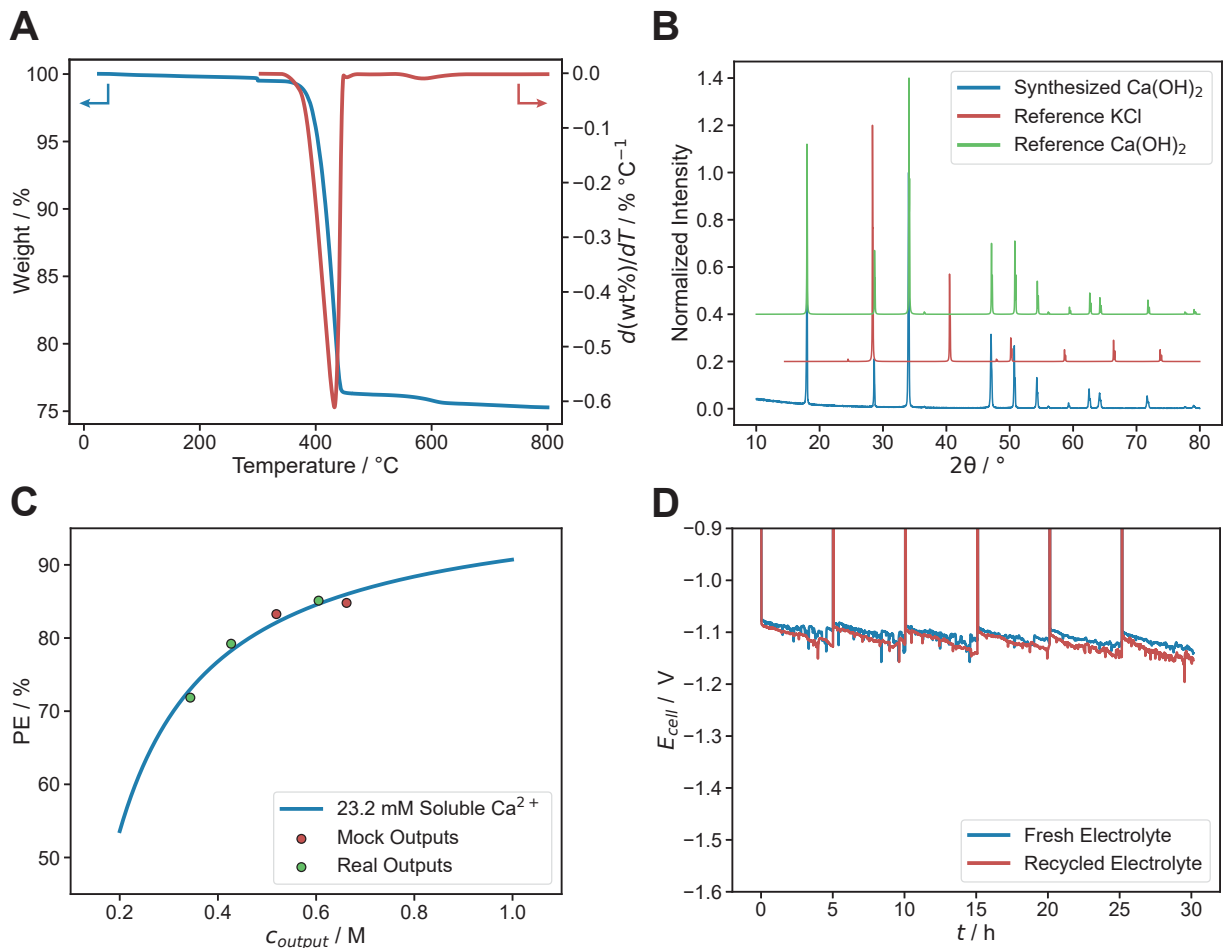 A
100
95
90
85
80
75
Weight / %
0
200
400
600
800
Temperature / °C
0.0
−0.1
−0.2
−0.3
−0.4
−0.5
−0.6
d(wt%)/dT / % °C⁻¹
B
1.4
1.2
1.0
0.8
0.6
0.4
0.2
0.0
Normalized Intensity
Synthesized Ca(OH)₂
Reference KCl
Reference Ca(OH)₂
10
20
30
40
50
60
70
80
2θ / °
C
90
80
70
60
50
PE / %
23.2 mM Soluble Ca²⁺
Mock Outputs
Real Outputs
0.2
0.4
0.6
0.8
1.0
c_output / M
D
−0.9
−1.0
−1.1
−1.2
−1.3
−1.4
−1.5
−1.6
E_cell / V
Fresh Electrolyte
Recycled Electrolyte
0
5
10
15
20
25
30
t / h